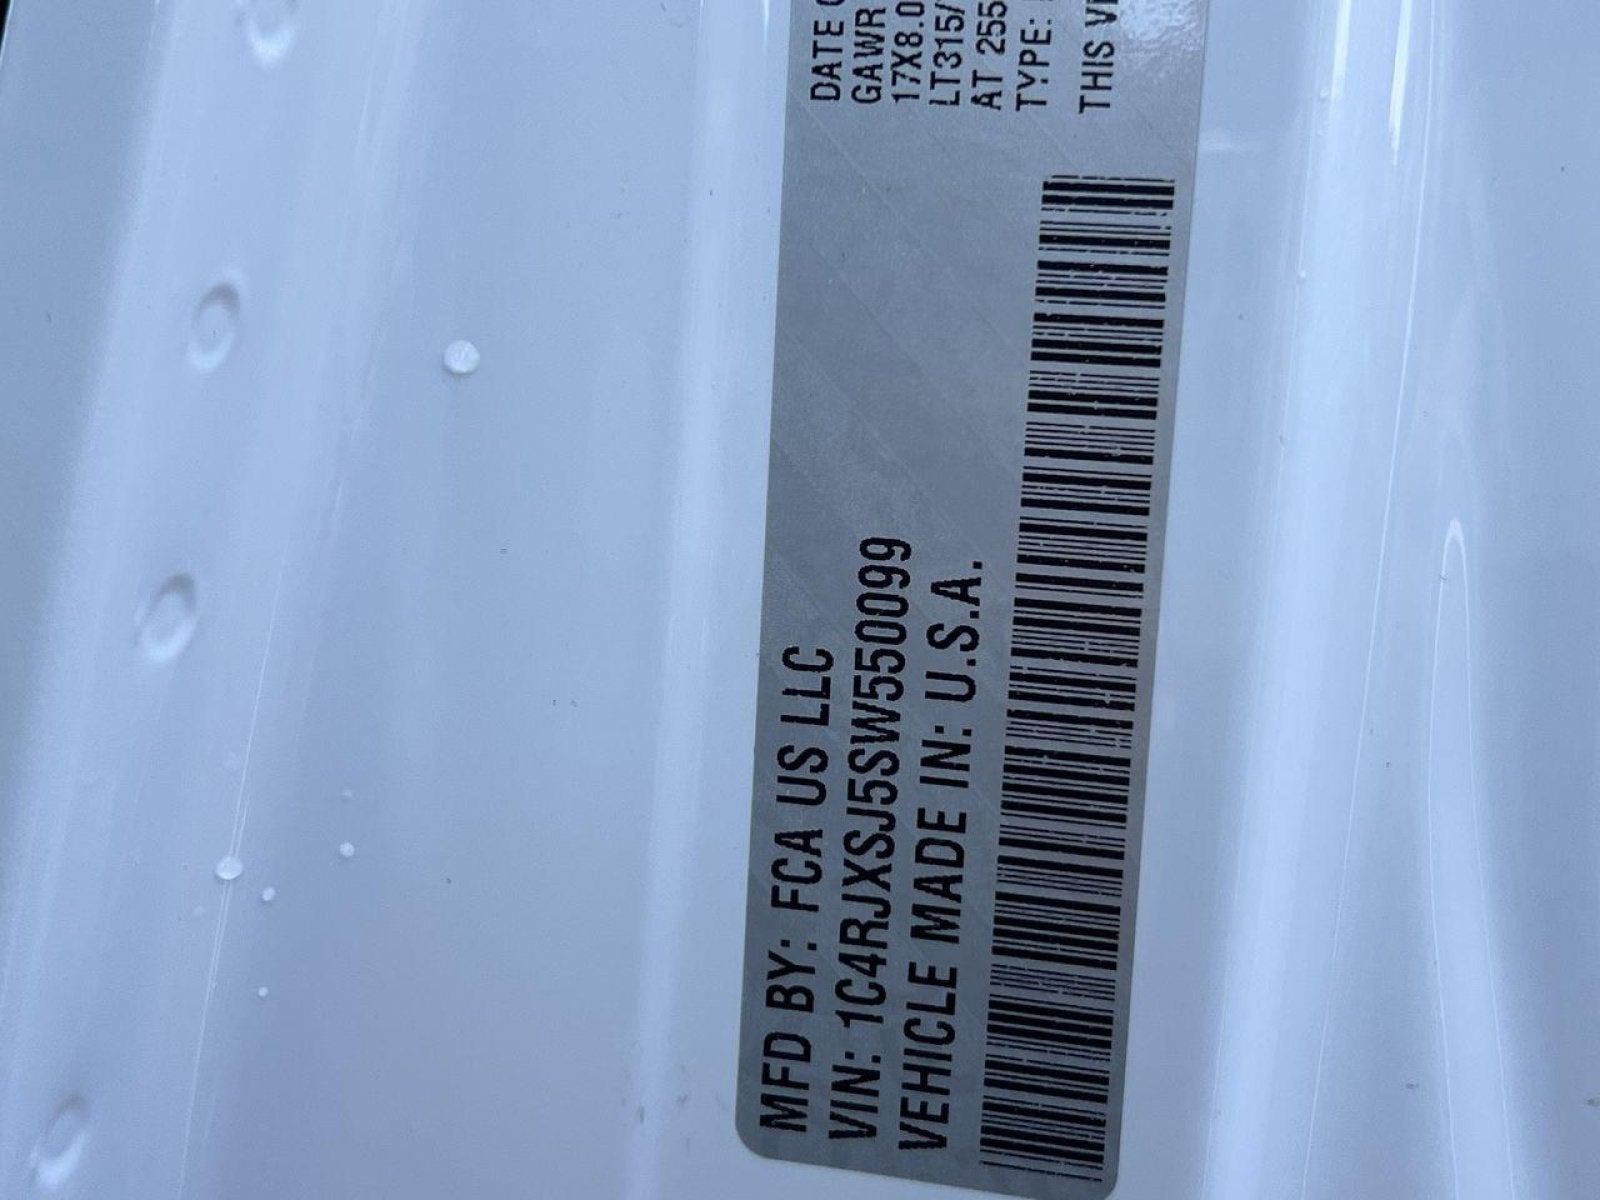 MFD BY: FCA US LLC
VIN: 1C4RJXSJ5SW550099
VEHICLE MADE IN: U.S.A.
DATE
GAWR
17X8.0
LT315/
AT 255
TYPE:
THIS